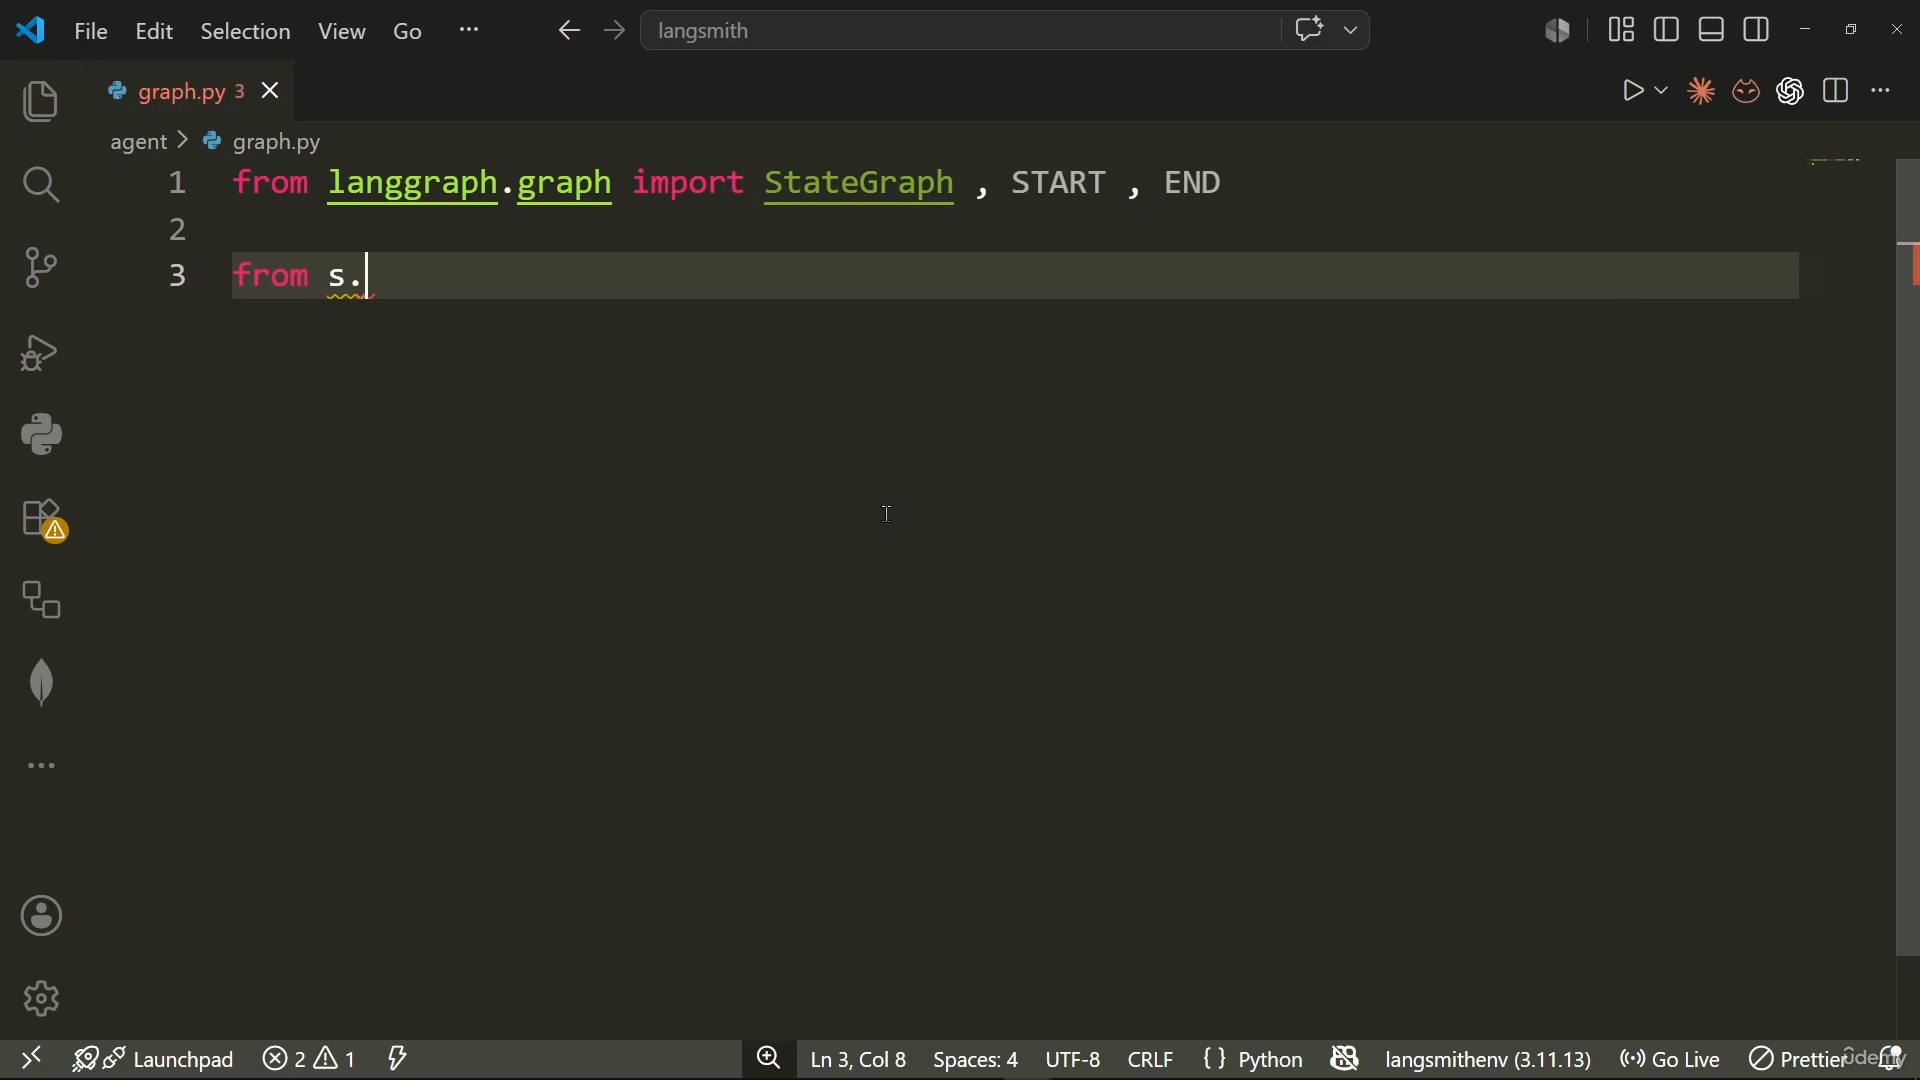 File Edit Selection View Go ··· langsmith
graph.py 3
agent > graph.py
1 from langgraph.graph import StateGraph , START , END
2
3 from s.
Launchpad 2 1 Ln 3, Col 8 Spaces: 4 UTF-8 CRLF { } Python langsmithenv (3.11.13) Go Live Prettier
ûdemy